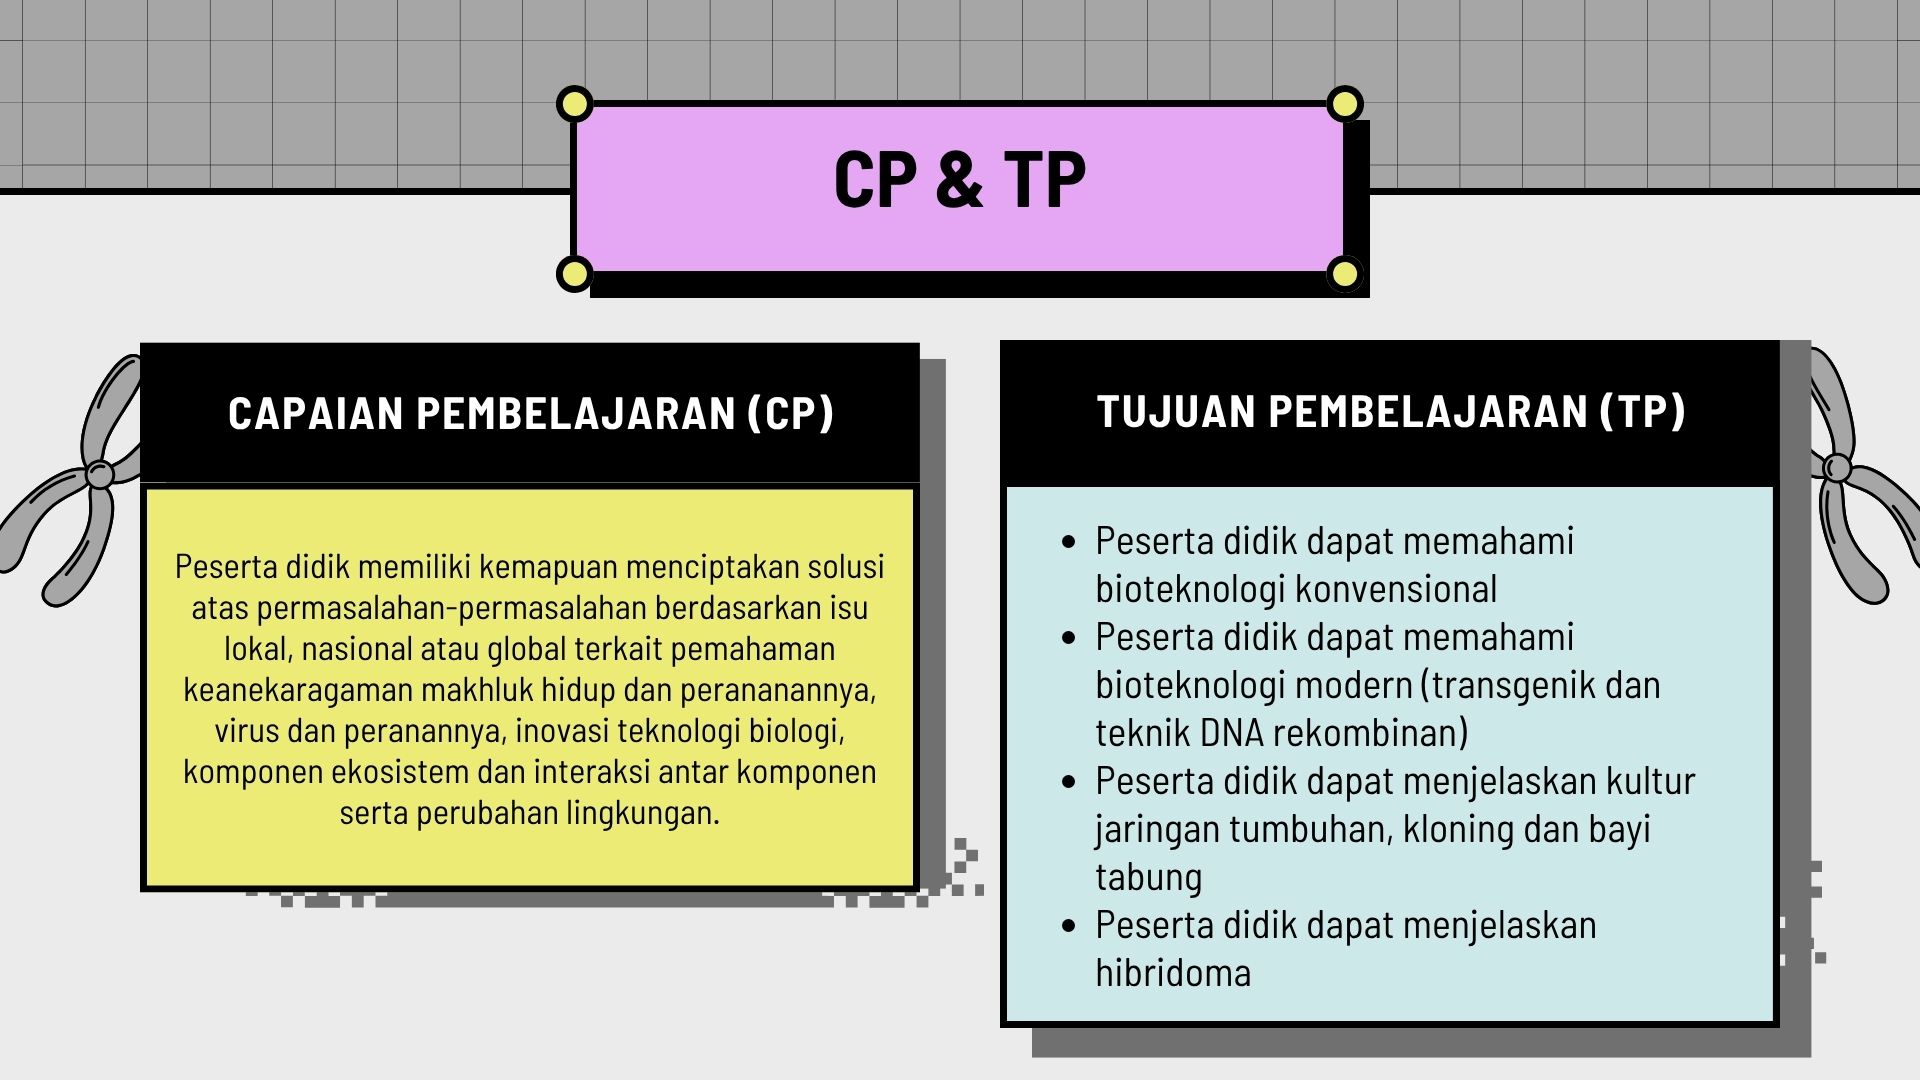 CP & TP
CAPAIAN PEMBELAJARAN (CP)
Peserta didik memiliki kemapuan menciptakan solusi
atas permasalahan-permasalahan berdasarkan isu
lokal, nasional atau global terkait pemahaman
keanekaragaman makhluk hidup dan perananannya,
virus dan peranannya, inovasi teknologi biologi,
komponen ekosistem dan interaksi antar komponen
serta perubahan lingkungan.
TUJUAN PEMBELAJARAN (TP)
• Peserta didik dapat memahami
bioteknologi konvensional
• Peserta didik dapat memahami
bioteknologi modern (transgenik dan
teknik DNA rekombinan)
• Peserta didik dapat menjelaskan kultur
jaringan tumbuhan, kloning dan bayi
tabung
• Peserta didik dapat menjelaskan
hibridoma